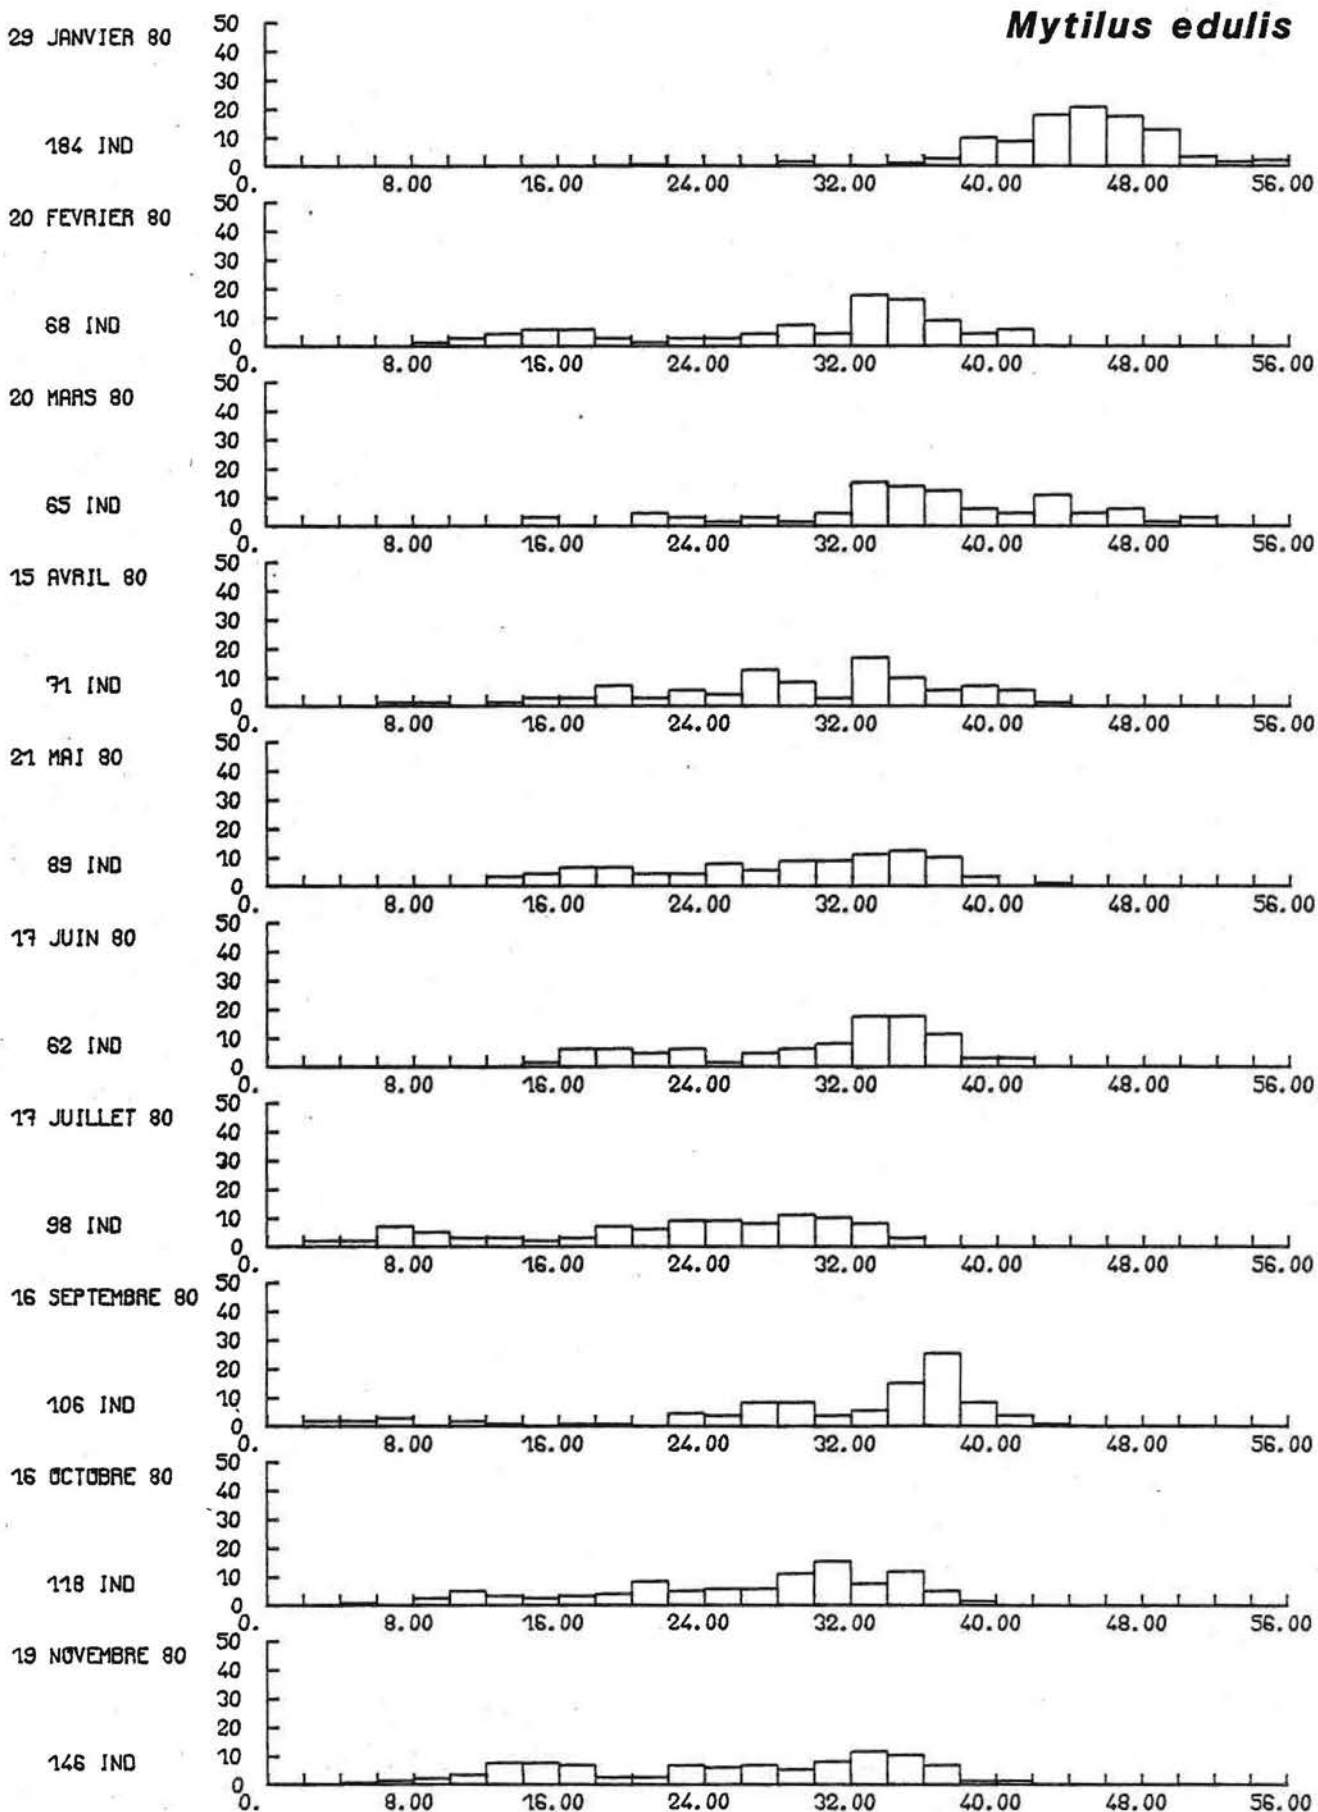 Mytilus edulis
29 JANVIER 80
50
40
30
20
184 IND
10
0
0. 8.00 16.00 24.00 32.00 40.00 48.00 56.00
20 FEVRIER 80
50
40
30
20
68 IND
10
0
0. 8.00 16.00 24.00 32.00 40.00 48.00 56.00
20 MARS 80
50
40
30
20
65 IND
10
0
0. 8.00 16.00 24.00 32.00 40.00 48.00 56.00
15 AVRIL 80
50
40
30
20
71 IND
10
0
0. 8.00 16.00 24.00 32.00 40.00 48.00 56.00
21 MAI 80
50
40
30
20
89 IND
10
0
0. 8.00 16.00 24.00 32.00 40.00 48.00 56.00
17 JUIN 80
50
40
30
20
62 IND
10
0
0. 8.00 16.00 24.00 32.00 40.00 48.00 56.00
17 JUILLET 80
50
40
30
20
98 IND
10
0
0. 8.00 16.00 24.00 32.00 40.00 48.00 56.00
16 SEPTEMBRE 80
50
40
30
20
106 IND
10
0
0. 8.00 16.00 24.00 32.00 40.00 48.00 56.00
16 OCTOBRE 80
50
40
30
20
118 IND
10
0
0. 8.00 16.00 24.00 32.00 40.00 48.00 56.00
19 NOVEMBRE 80
50
40
30
20
146 IND
10
0
0. 8.00 16.00 24.00 32.00 40.00 48.00 56.00